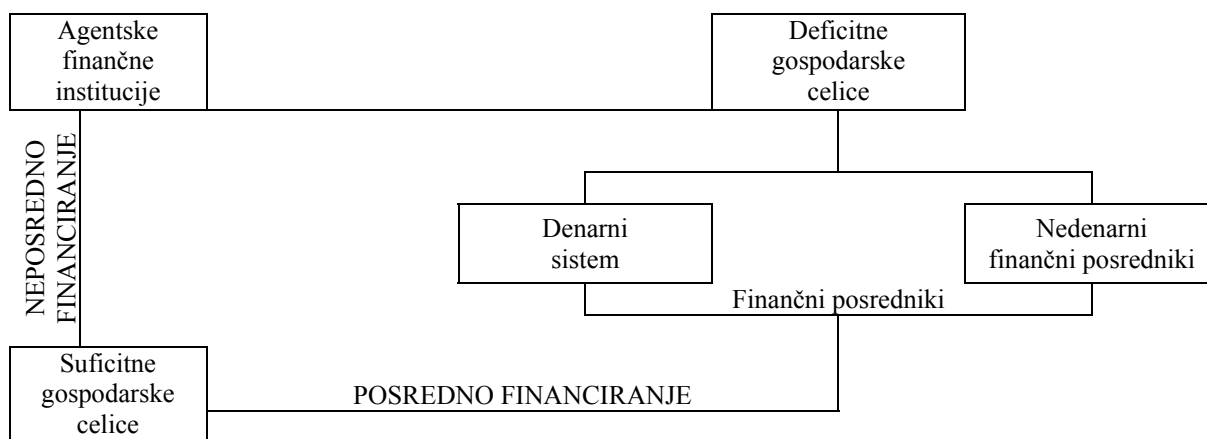 Agentske
finančne
institucije
Deficitne
gospodarske
celice
NEPOSREDNO
FINANCIRANJE
Denarni
sistem
Nedenarni
finančni posredniki
Finančni posredniki
Suficitne
gospodarske
celice
POSREDNO FINANCIRANJE